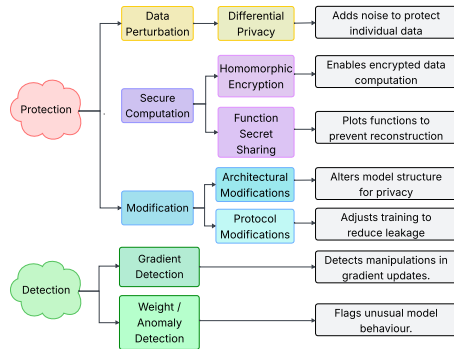 Data
Perturbation
Differential
Privacy
Adds noise to protect
individual data
Protection
Secure
Computation
Homomorphic
Encryption
Enables encrypted data
computation
Function
Secret
Sharing
Plots functions to
prevent reconstruction
Modification
Architectural
Modifications
Alters model structure
for privacy
Protocol
Modifications
Adjusts training to
reduce leakage
Detection
Gradient
Detection
Detects manipulations in
gradient updates.
Weight /
Anomaly
Detection
Flags unusual model
behaviour.